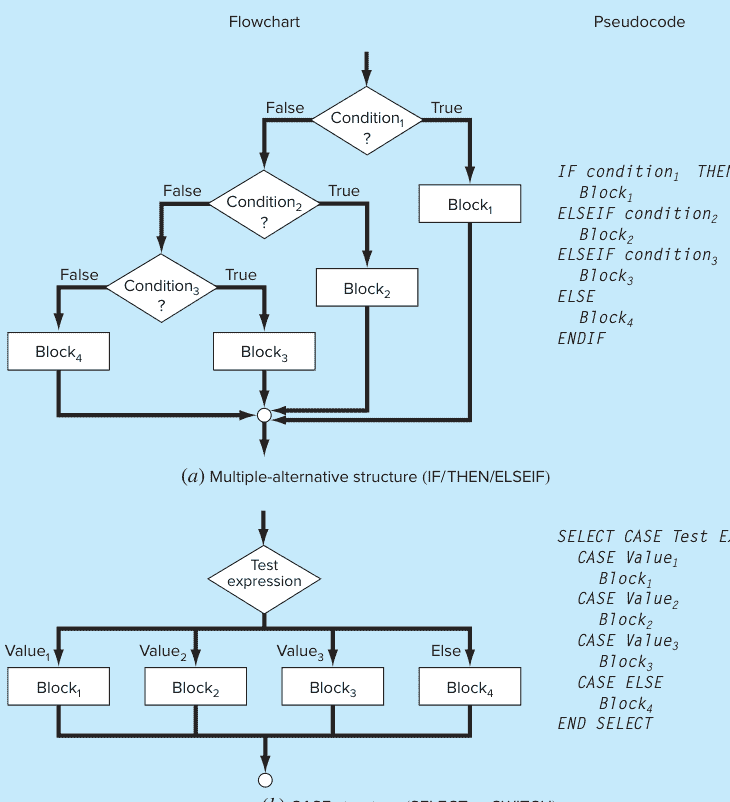 Flowchart
Pseudocode
False
True
Condition₁
?
False
True
Condition₂
?
Block₁
False
True
Condition₃
?
Block₂
Block₄
Block₃
IF condition₁ THEN
Block₁
ELSEIF condition₂
Block₂
ELSEIF condition₃
Block₃
ELSE
Block₄
ENDIF
(a) Multiple-alternative structure (IF/THEN/ELSEIF)
Test
expression
Value₁
Value₂
Value₃
Else
Block₁
Block₂
Block₃
Block₄
SELECT CASE Test
CASE Value₁
Block₁
CASE Value₂
Block₂
CASE Value₃
Block₃
CASE ELSE
Block₄
END SELECT